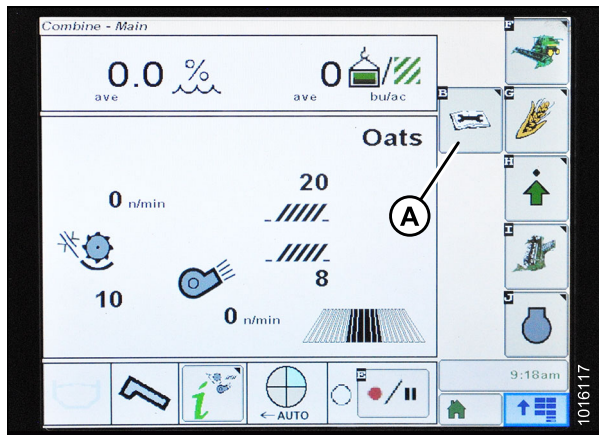 Combine - Main
0.0 %
ave
0 /
ave bu/ac
Oats
0 n/min
20
8
10
0 n/min
F
B
G
H
I
J
A
i
← AUTO
E
/
9:18am
1016117